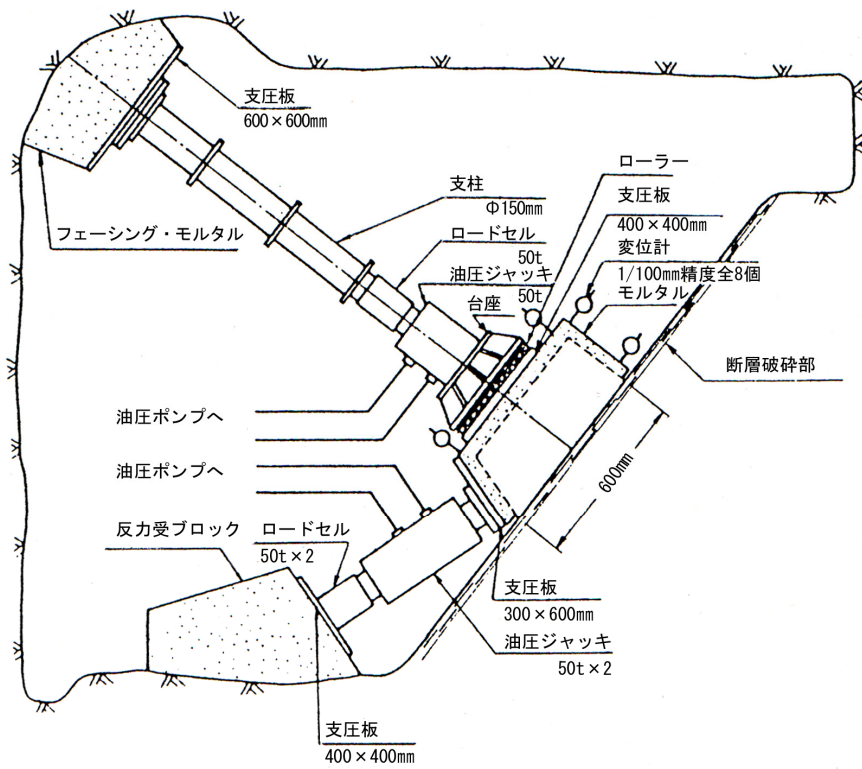 支圧板
600×600mm
フェーシング・モルタル
支柱
Φ150mm
ロードセル
50t
油圧ジャッキ
50t
台座
ローラー
支圧板
400×400mm
変位計
1/100mm精度全8個
モルタル
断層破砕部
600mm
油圧ポンプへ
油圧ポンプへ
反力受ブロック
ロードセル
50t×2
支圧板
300×600mm
油圧ジャッキ
50t×2
支圧板
400×400mm